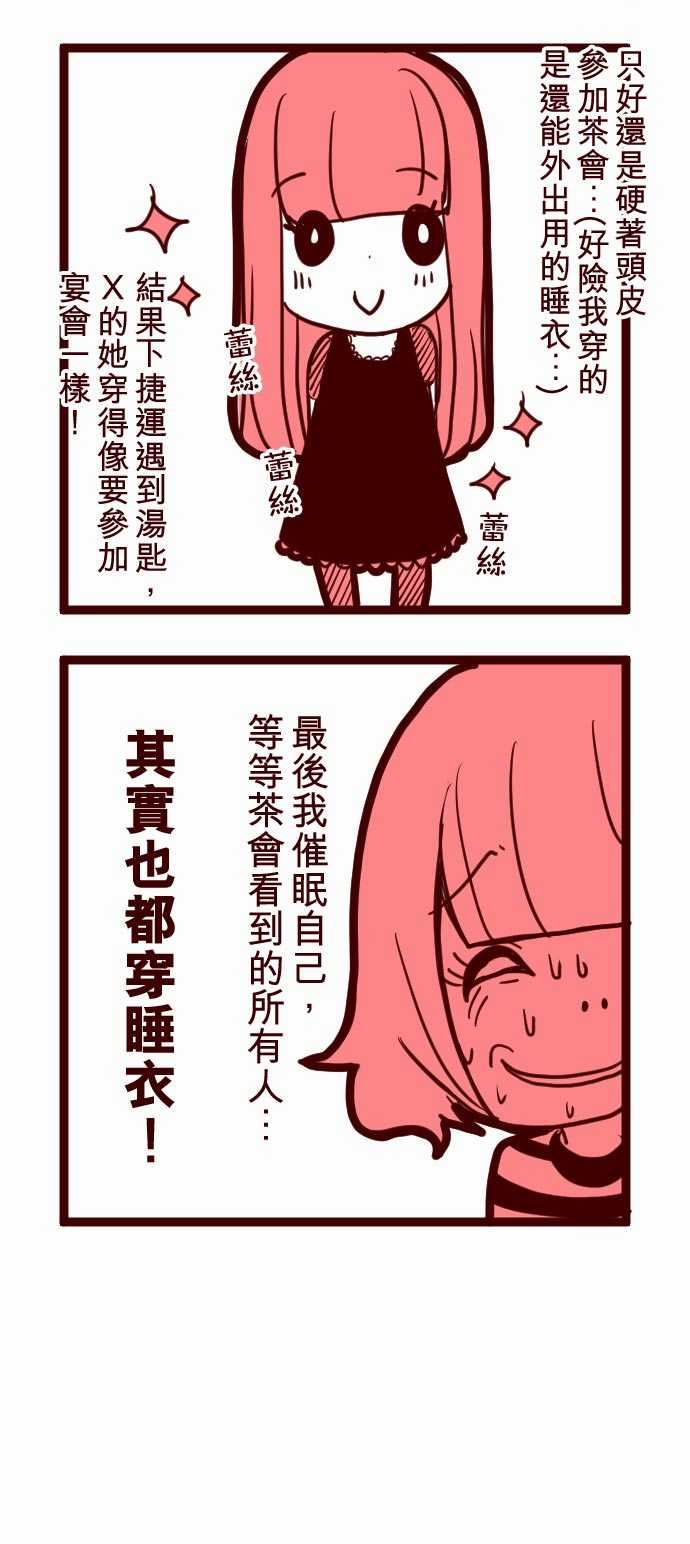 只好還是硬著頭皮
參加茶會…(好險我穿的
是還能外出用的睡衣…)
蕾絲
蕾絲
蕾絲
結果下捷運遇到湯匙，
X的她穿得像要參加
宴會一樣！
最後我催眠自己，
等等茶會看到的所有人…
其實也都穿睡衣！